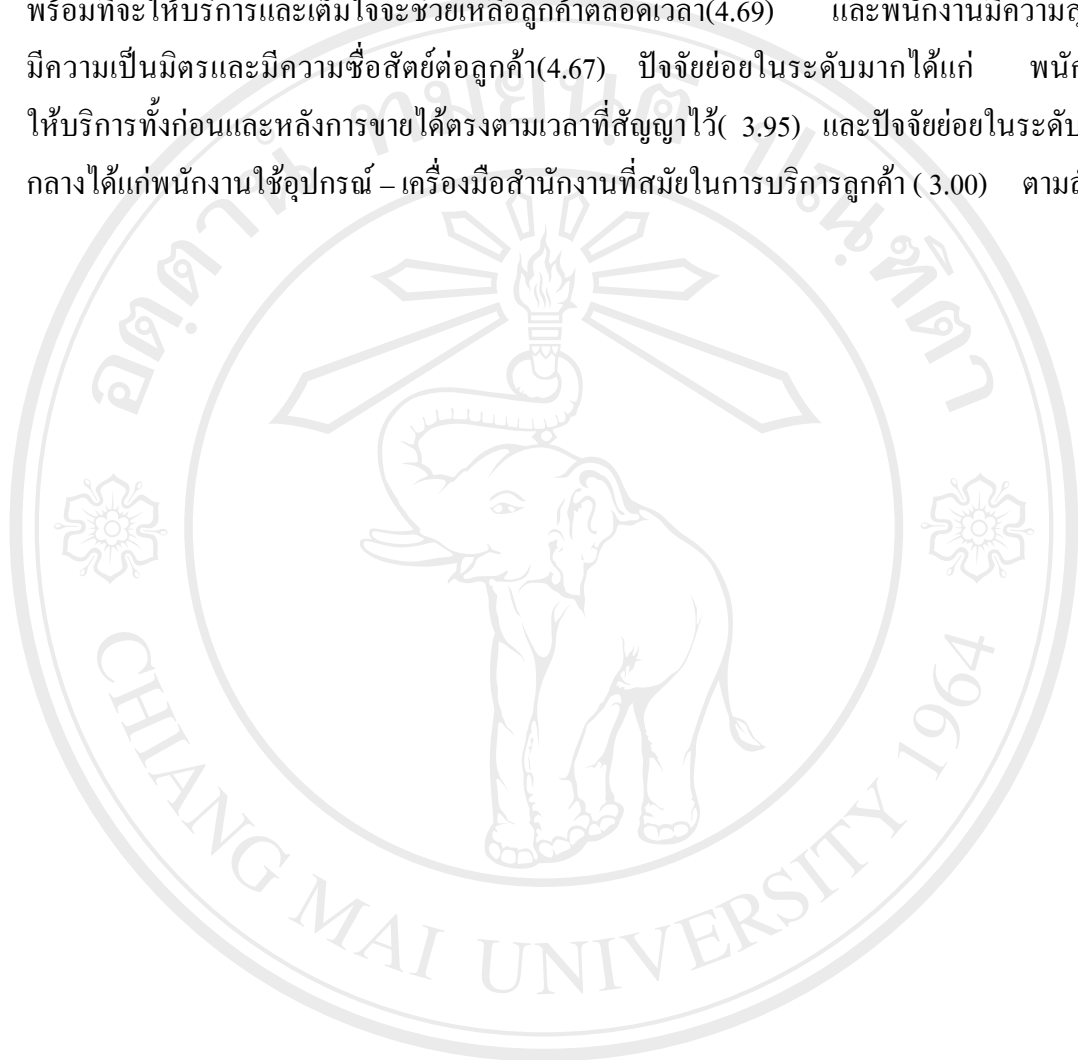 พร้อมที่จะให้บริการและเต็มใจจะช่วยเหลือลูกค้าตลอดเวลา(4.69) และพนักงานมีความ
มีความเป็นมิตรและมีความซื่อสัตย์ต่อลูกค้า(4.67) ปัจจัยย่อยในระดับมากได้แก่
ให้บริการทั้งก่อนและหลังการขายได้ตรงตามเวลาที่สัญญาไว้( 3.95) และปัจจัยย่อยในระดับ
กลางได้แก่พนักงานใช้อุปกรณ์ – เครื่องมือสำนักงานที่สมัยในการบริการลูกค้า ( 3.00)
อตฺตานํ ทมยนฺติ ปณฺฑิตา
CHIANG MAI UNIVERSITY 1964